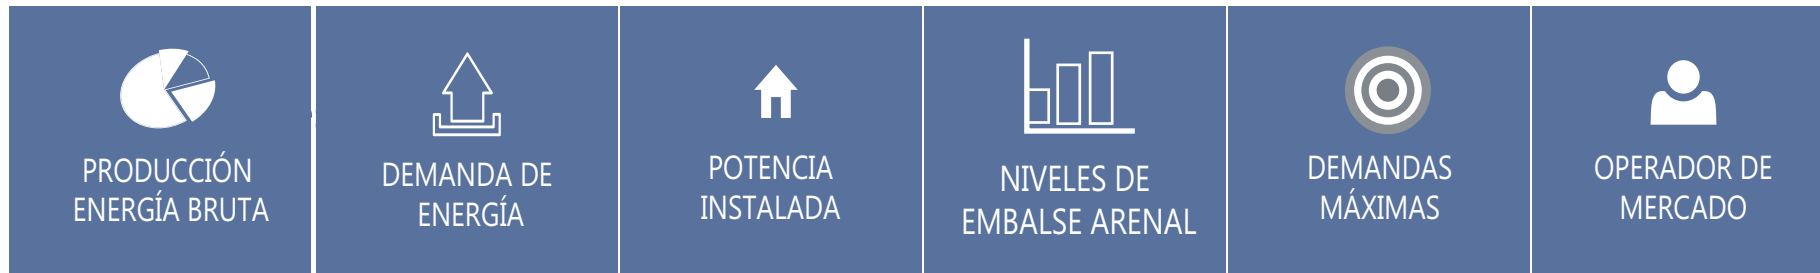 PRODUCCIÓN
ENERGÍA BRUTA
DEMANDA DE
ENERGÍA
POTENCIA
INSTALADA
NIVELES DE
EMBALSE ARENAL
DEMANDAS
MÁXIMAS
OPERADOR DE
MERCADO